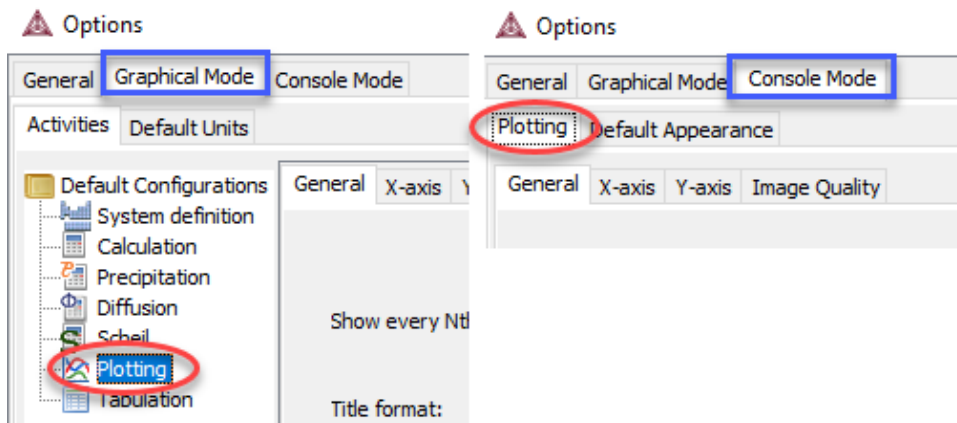 Options
General Graphical Mode Console Mode
Activities Default Units
Default Configurations
System definition
Calculation
Precipitation
Diffusion
Scheil
Plotting
Tabulation
General X-axis Y
Show every Nth
Title format:
Options
General Graphical Mode Console Mode
Plotting Default Appearance
General X-axis Y-axis Image Quality